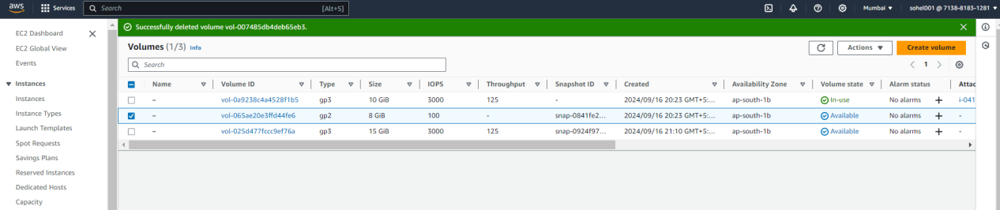 aws Services Search [Alt+S] Mumbai ▼ sohel001 @ 7138-8183-1281 ▼
Successfully deleted volume vol-007485db4deb65eb3.
EC2 Dashboard
EC2 Global View
Events
Instances
Instances
Instance Types
Launch Templates
Spot Requests
Savings Plans
Reserved Instances
Dedicated Hosts
Capacity
Volumes (1/3) Info
Actions ▼ Create volume
Search
1
Name Volume ID Type Size IOPS Throughput Snapshot ID Created Availability Zone Volume state Alarm status Attac
– vol-0a9238c4a4528f1b5 gp3 10 GiB 3000 125 - 2024/09/16 20:23 GMT+5:... ap-south-1b In-use No alarms + i-041
– vol-065ae20e3ffd44fe6 gp2 8 GiB 100 - snap-0841fe2... 2024/09/16 20:23 GMT+5:... ap-south-1b Available No alarms + -
– vol-025d477fccc9ef76a gp3 15 GiB 3000 125 snap-0924f97... 2024/09/16 21:10 GMT+5:... ap-south-1b Available No alarms + -